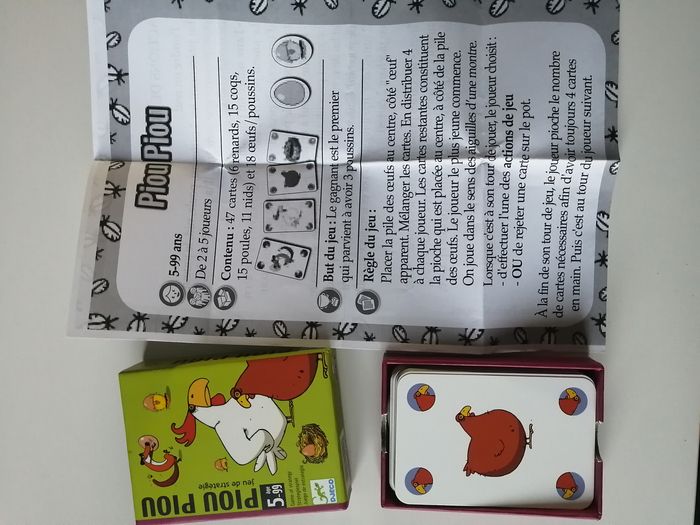 PiouPiou
5-99 ans
De 2 à 5 joueurs
Contenu : 47 cartes (6 renards, 15 coqs,
15 poules, 11 nids) et 18 œufs/poussins.
But du jeu : Le gagnant est le premier
qui parvient à avoir 3 poussins.
Règle du jeu :
Placer la pile des œufs au centre, côté "œuf"
apparent. Mélanger les cartes. En distribuer 4
à chaque joueur. Les cartes restantes constituent
la pioche qui est placée au centre, à côté de la pile
des œufs. Le joueur le plus jeune commence.
On joue dans le sens des aiguilles d'une montre.
Lorsque c'est à son tour de jouer, le joueur choisit :
- d'effectuer l'une des actions de jeu
- OU de rejeter une carte sur le pot.
À la fin de son tour de jeu, le joueur pioche le nombre
de cartes nécessaires afin d'avoir toujours 4 cartes
en main. Puis c'est au tour du joueur suivant.
PIOU PIOU
PIOU PIOU
jeu de stratégie
age
5-99
Juego de estrategia
DJECO